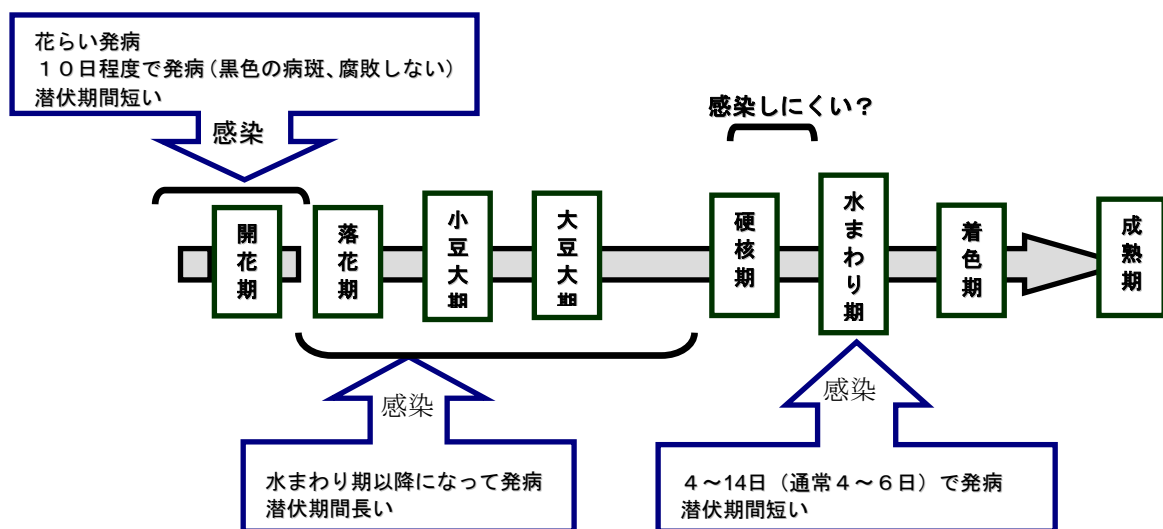 花らい発病
１０日程度で発病（黒色の病斑、腐敗しない）
潜伏期間短い
感染
感染しにくい？
開花期
落花期
小豆大期
大豆大期
硬核期
水まわり期
着色期
成熟期
感染
水まわり期以降になって発病
潜伏期間長い
感染
４～14日（通常４～６日）で発病
潜伏期間短い